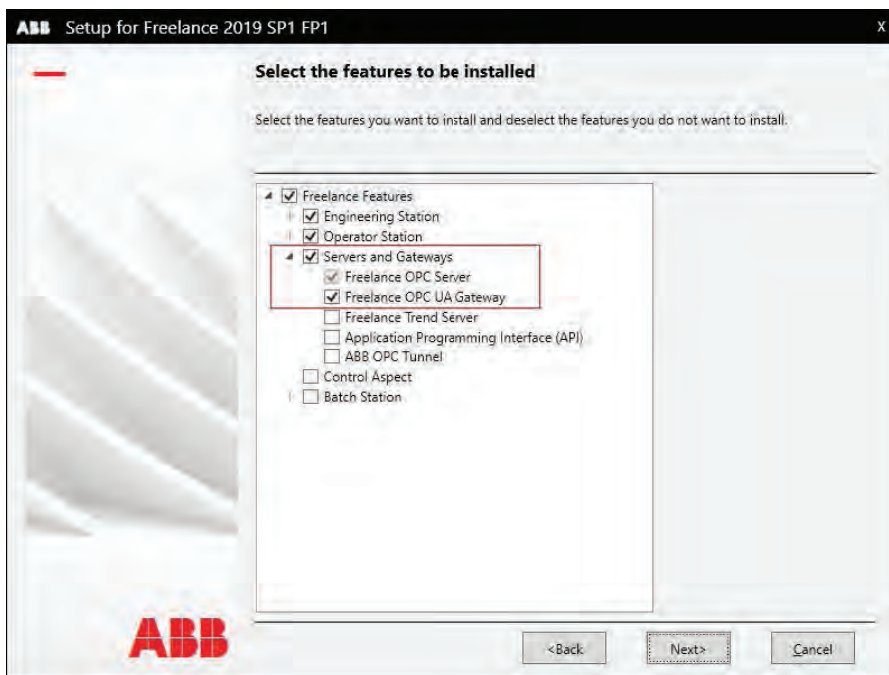 ABB Setup for Freelance 2019 SP1 FP1 X
Select the features to be installed
Select the features you want to install and deselect the features you do not want to install.
Freelance Features
Engineering Station
Operator Station
Servers and Gateways
Freelance OPC Server
Freelance OPC UA Gateway
Freelance Trend Server
Application Programming Interface (API)
ABB OPC Tunnel
Control Aspect
Batch Station
ABB
<Back Next> Cancel